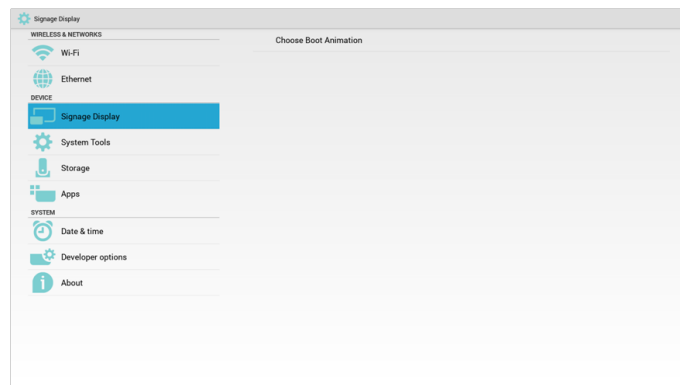 Signage Display
WIRELESS & NETWORKS
Wi-Fi
Ethernet
DEVICE
Signage Display
System Tools
Storage
Apps
SYSTEM
Date & time
Developer options
About
Choose Boot Animation